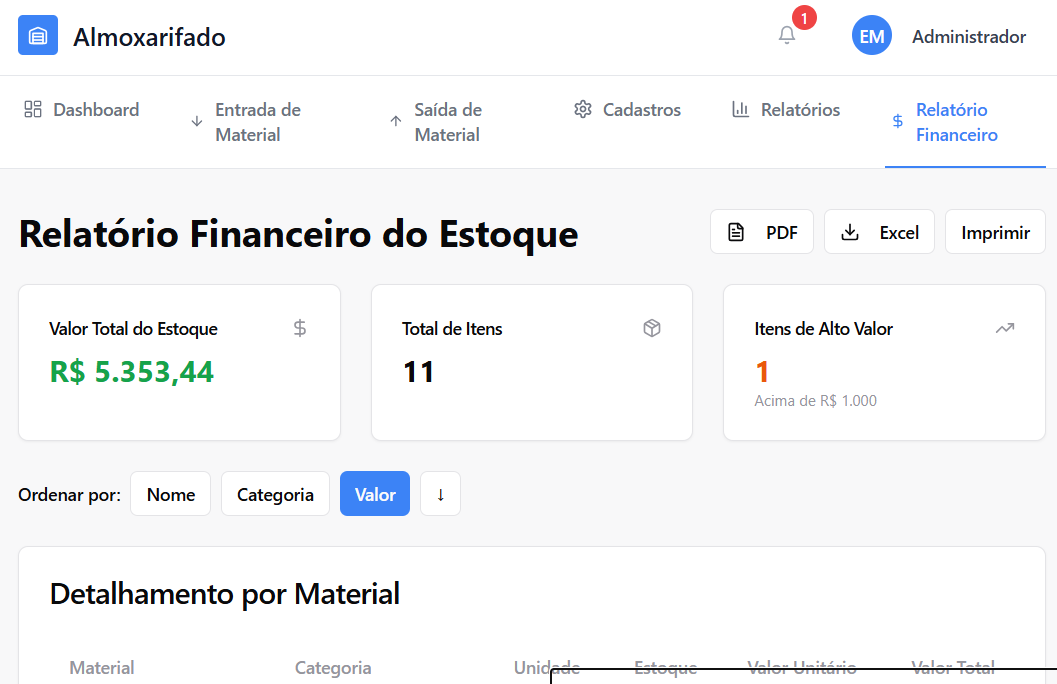 Almoxarifado
1
EM
Administrador
Dashboard
Entrada de
Material
Saída de
Material
Cadastros
Relatórios
$ Relatório
Financeiro
Relatório Financeiro do Estoque
PDF
Excel
Imprimir
Valor Total do Estoque $
R$ 5.353,44
Total de Itens
11
Itens de Alto Valor
1
Acima de R$ 1.000
Ordenar por: Nome Categoria Valor ↓
Detalhamento por Material
Material Categoria Unidade Estoque Valor Unitário Valor Total